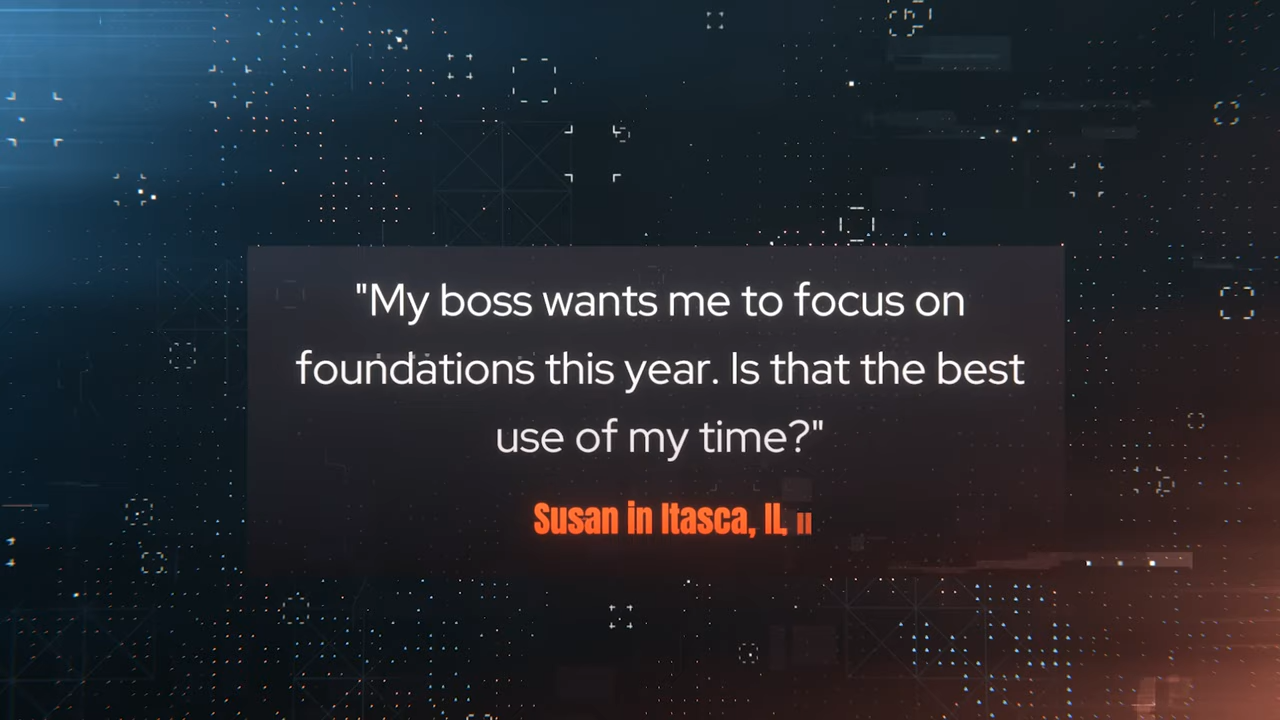 "My boss wants me to focus on
foundations this year. Is that the best
use of my time?"
Susan in Itasca, IL